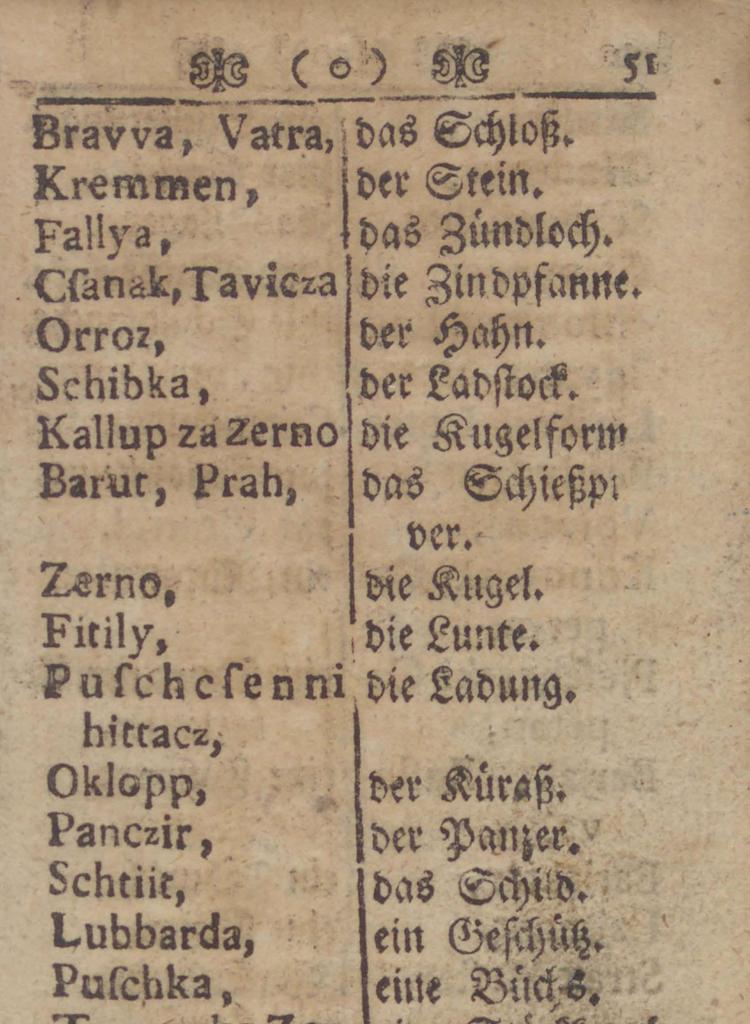 ( o ) 51
Bravva, Vatra, das Schloß.
Kremmen, der Stein.
Fallya, das Zündloch.
Cſanak, Tavicza die Zindpfanne.
Orroz, der Hahn.
Schibka, der Ladſtock.
Kallup za Zerno die Kugelform
Barut, Prah, das Schießp
ver.
Zerno, die Kugel.
Fitily, die Lunte.
Puſchcſenni die Ladung.
hittacz,
Oklopp, der Küraß.
Panczir, der Panzer.
Schtiit, das Schild.
Lubbarda, ein Geſchütz.
Puſchka, eine Büchs.